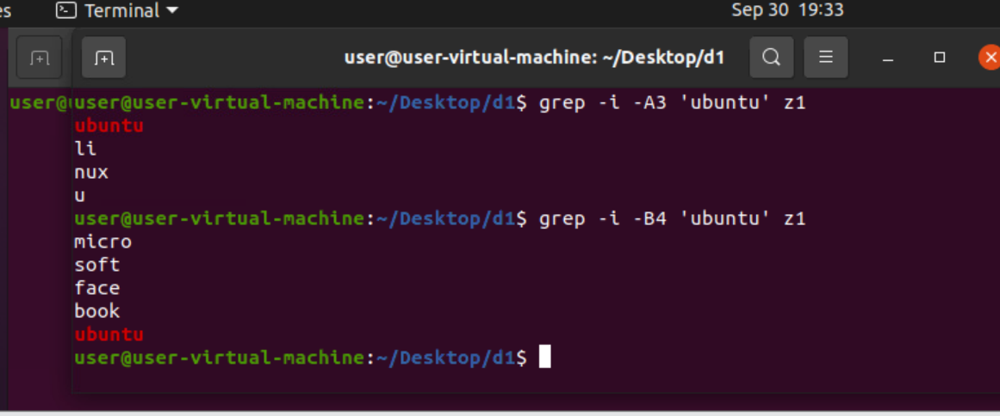 es Terminal Sep 30 19:33
user@user-virtual-machine: ~/Desktop/d1
user@user@user-virtual-machine:~/Desktop/d1$ grep -i -A3 'ubuntu' z1
ubuntu
li
nux
u
user@user-virtual-machine:~/Desktop/d1$ grep -i -B4 'ubuntu' z1
micro
soft
face
book
ubuntu
user@user-virtual-machine:~/Desktop/d1$